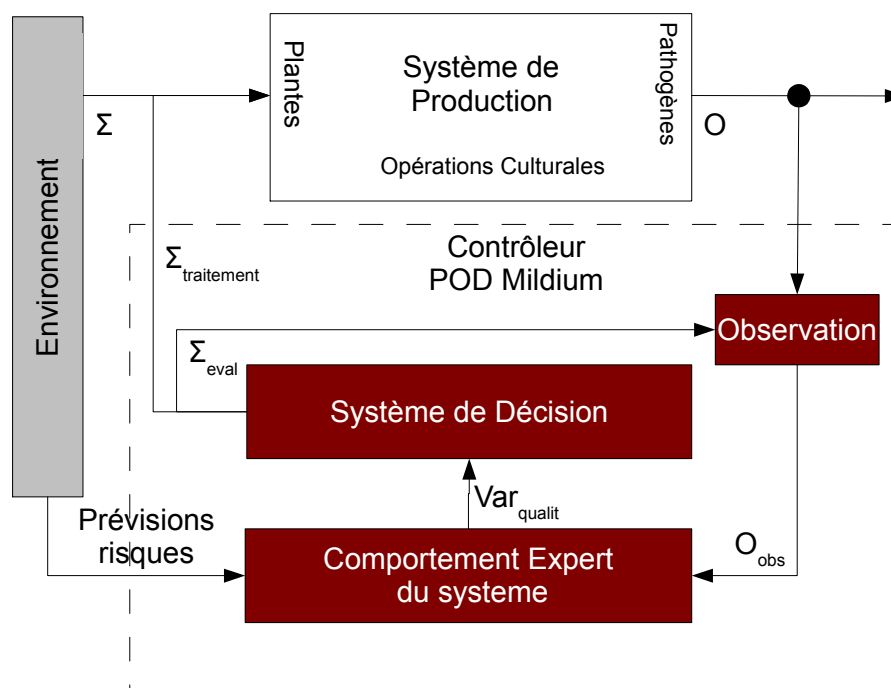 Environnement
Σ
Plantes
Système de
Production
Opérations Culturales
Pathogènes
O
Contrôleur
POD Mildium
Σtraitement
Σeval
Observation
Système de Décision
Varqualit
Prévisions
risques
Comportement Expert
du systeme
Oobs